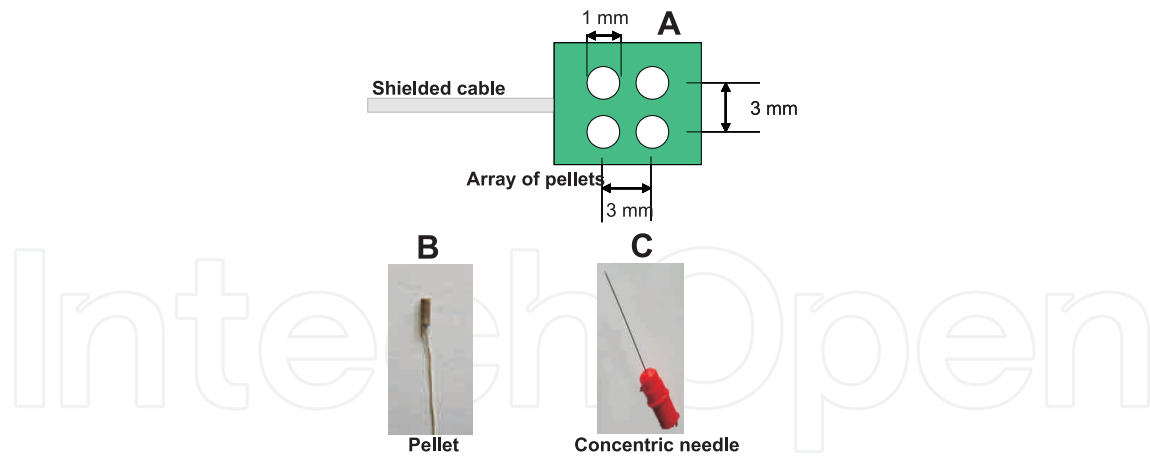 1 mm
A
Shielded cable
3 mm
Array of pellets
3 mm
B
C
IntechOpen
Pellet
Concentric needle